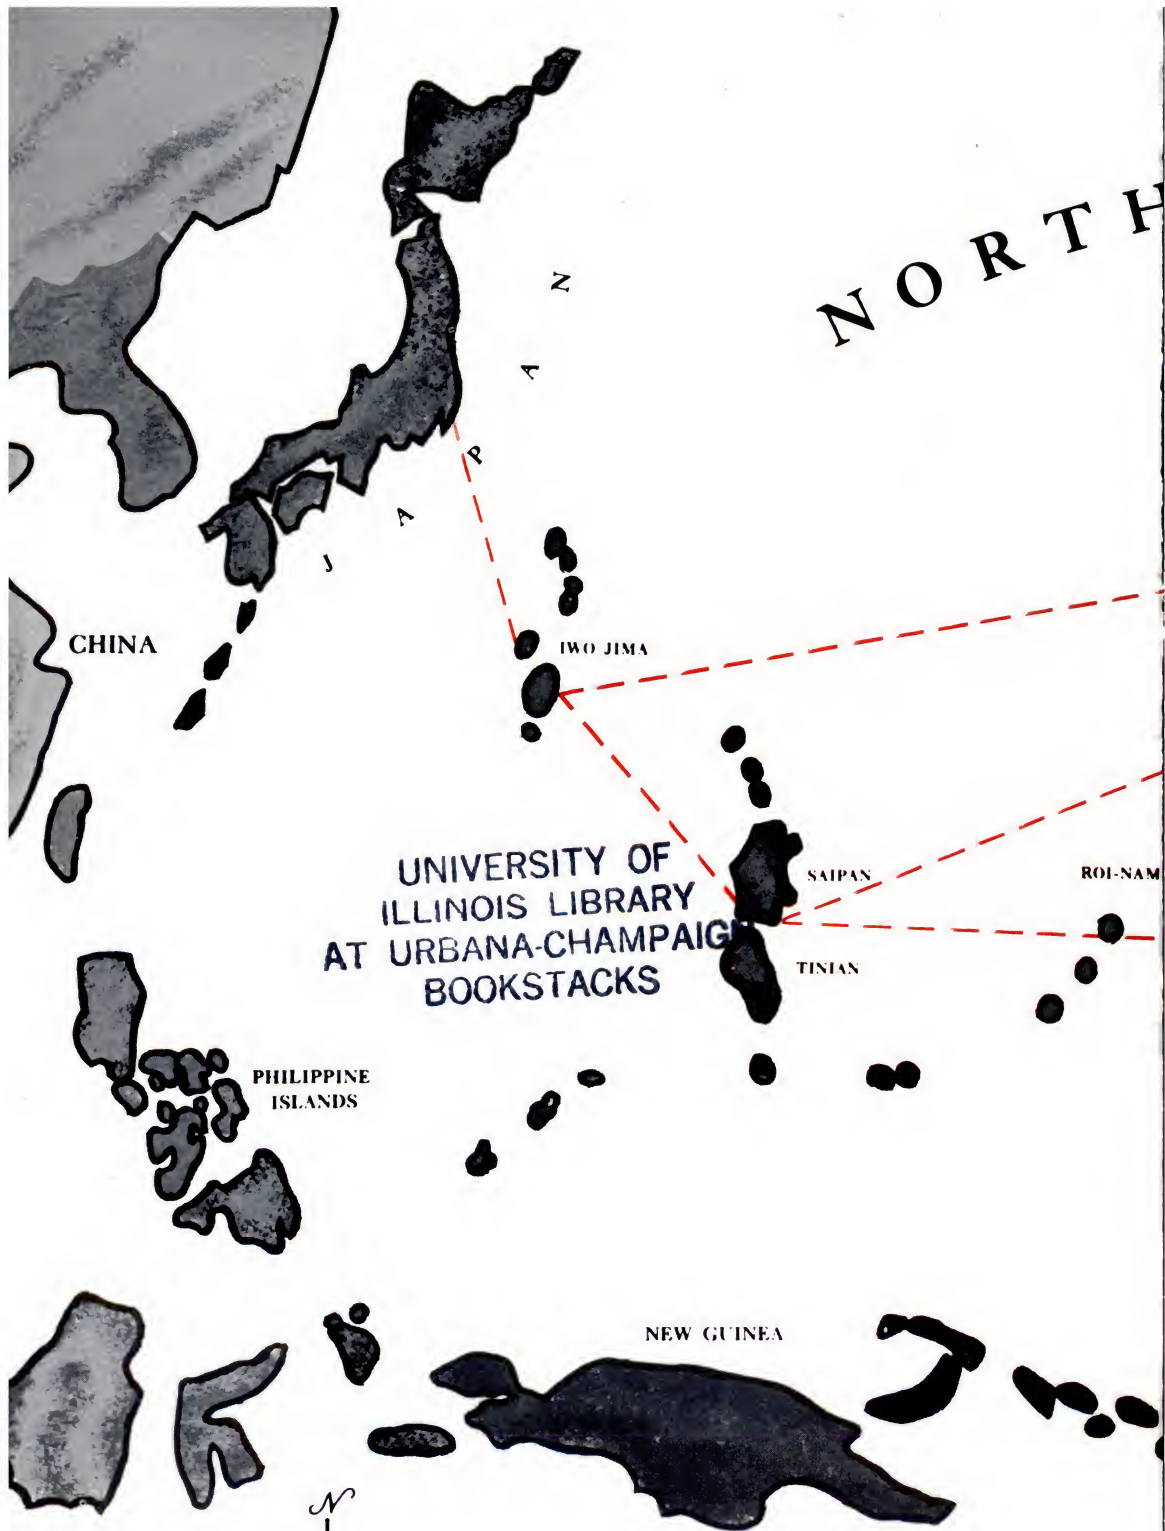 NORTH
JAPAN
CHINA
IWO JIMA
UNIVERSITY OF
ILLINOIS LIBRARY
AT URBANA-CHAMPAIGN
BOOKSTACKS
SAIPAN
ROI-NAM
TINIAN
PHILIPPINE
ISLANDS
NEW GUINEA
N